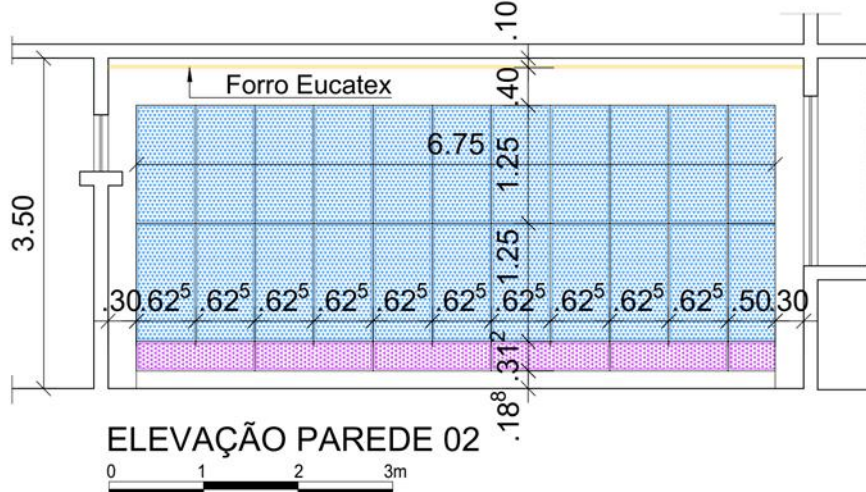 .10
Forro Eucatex
.40
6.75
1.25
3.50
1.25
.30 .62⁵ .62⁵ .62⁵ .62⁵ .62⁵ .62⁵ .62⁵ .62⁵ .62⁵ .50 .30
.31²
.18⁸
ELEVAÇÃO PAREDE 02
0 1 2 3m